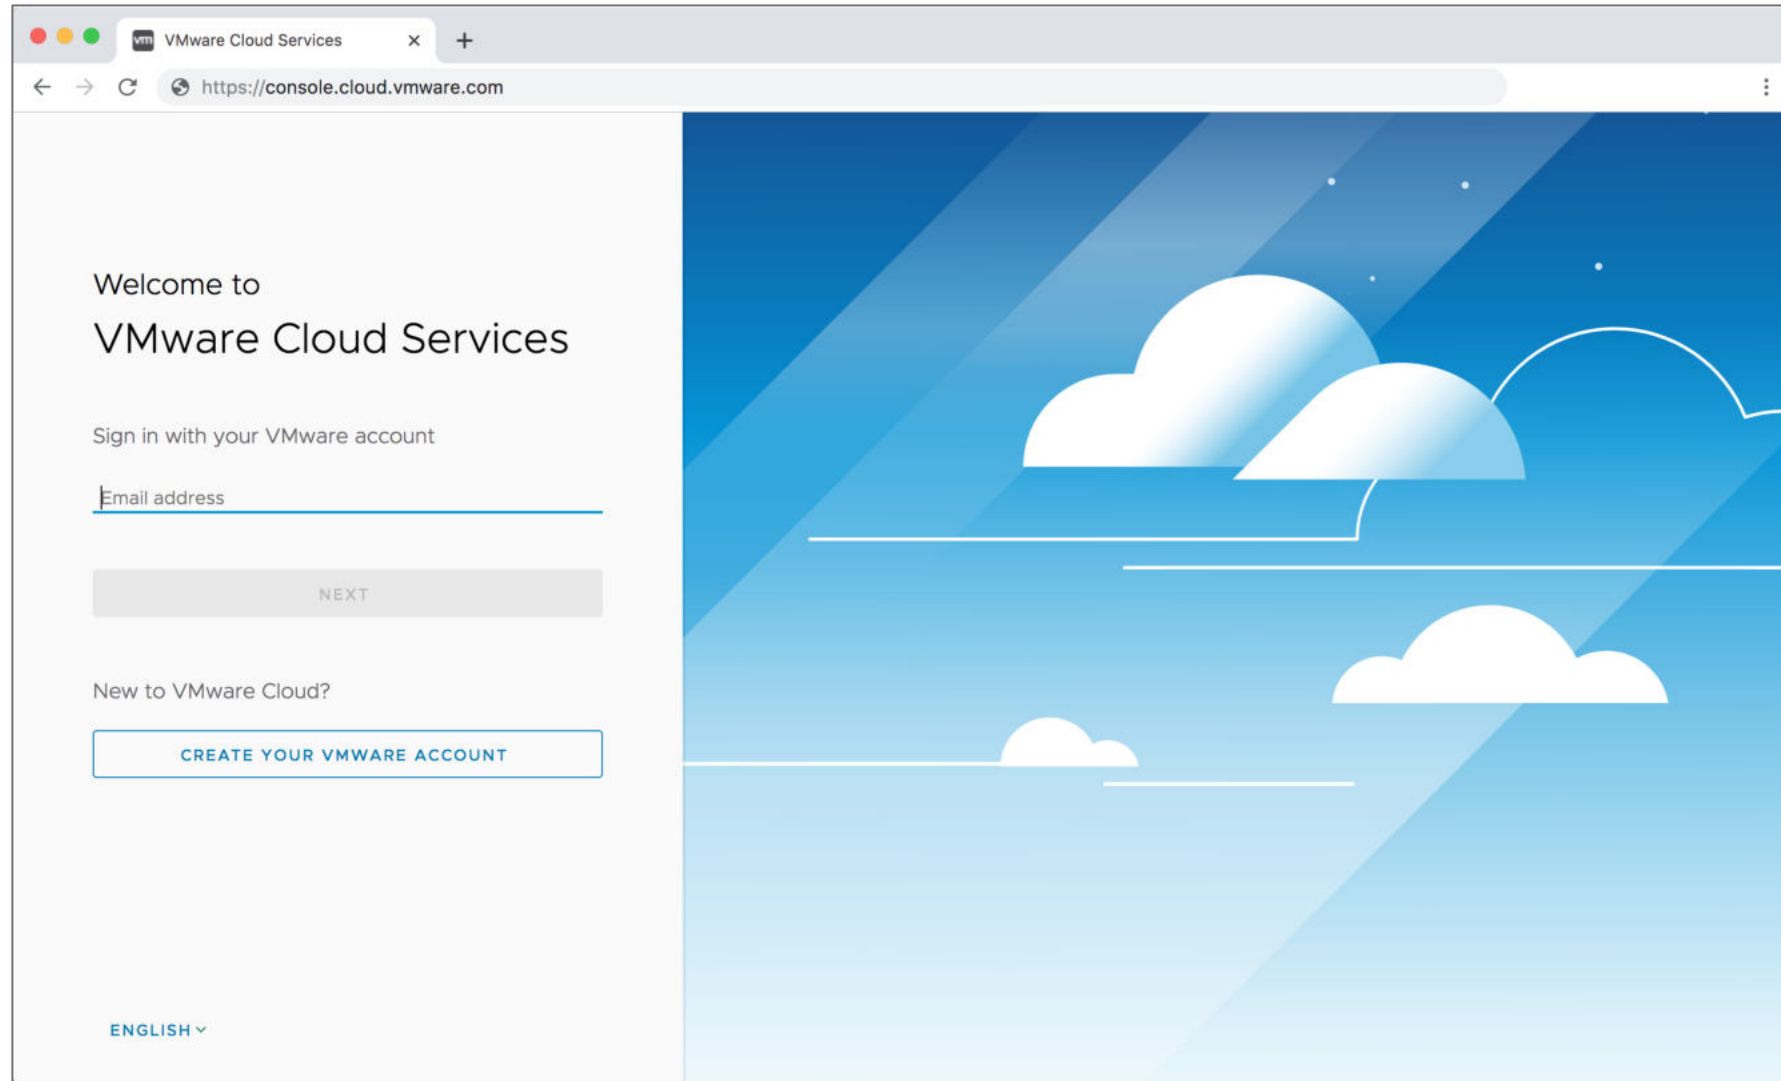 vm VMware Cloud Services
https://console.cloud.vmware.com
Welcome to
VMware Cloud Services
Sign in with your VMware account
Email address
NEXT
New to VMware Cloud?
CREATE YOUR VMWARE ACCOUNT
ENGLISH